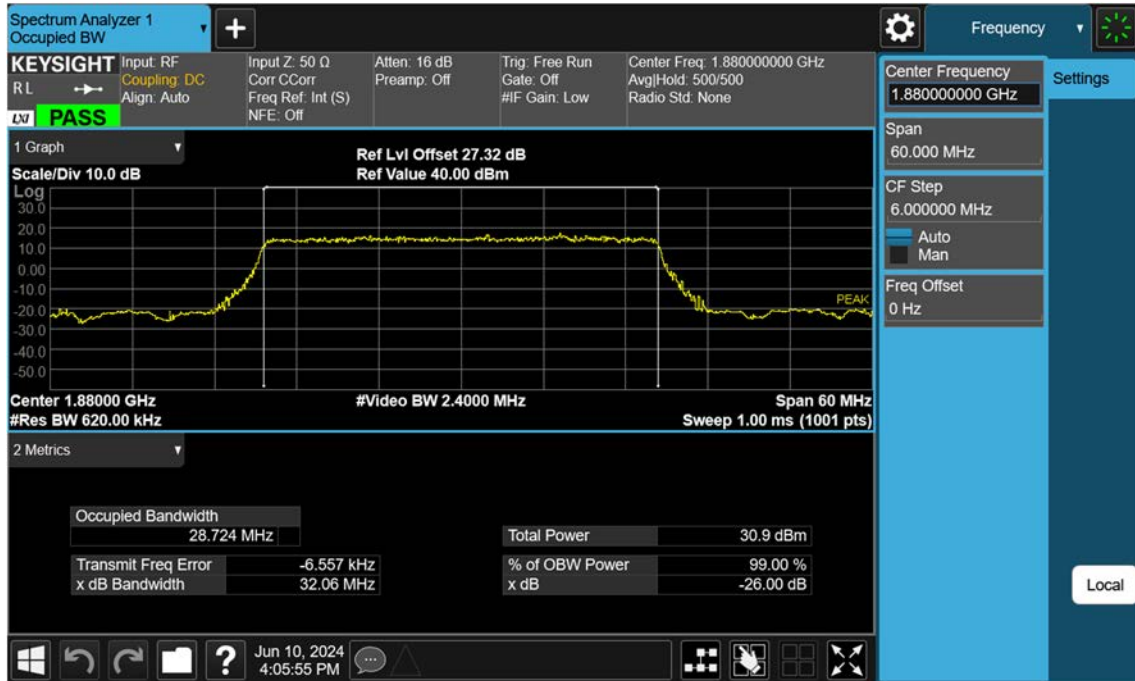 Spectrum Analyzer 1
Occupied BW
+
Frequency
KEYSIGHT
RL
LXI
PASS
Input: RF
Coupling: DC
Align: Auto
Input Z: 50 Ω
Corr CCorr
Freq Ref: Int (S)
NFE: Off
Atten: 16 dB
Preamp: Off
Trig: Free Run
Gate: Off
#IF Gain: Low
Center Freq: 1.880000000 GHz
Avg|Hold: 500/500
Radio Std: None
Center Frequency
1.880000000 GHz
Settings
Span
60.000 MHz
CF Step
6.000000 MHz
Auto
Man
Freq Offset
0 Hz
Local
1 Graph
Scale/Div 10.0 dB
Ref Lvl Offset 27.32 dB
Ref Value 40.00 dBm
Log
30.0
20.0
10.0
0.00
-10.0
-20.0
-30.0
-40.0
-50.0
PEAK
Center 1.88000 GHz
#Video BW 2.4000 MHz
Span 60 MHz
#Res BW 620.00 kHz
Sweep 1.00 ms (1001 pts)
2 Metrics
Occupied Bandwidth
28.724 MHz
Total Power 30.9 dBm
Transmit Freq Error -6.557 kHz
% of OBW Power 99.00 %
x dB Bandwidth 32.06 MHz
x dB -26.00 dB
?
Jun 10, 2024
4:05:55 PM